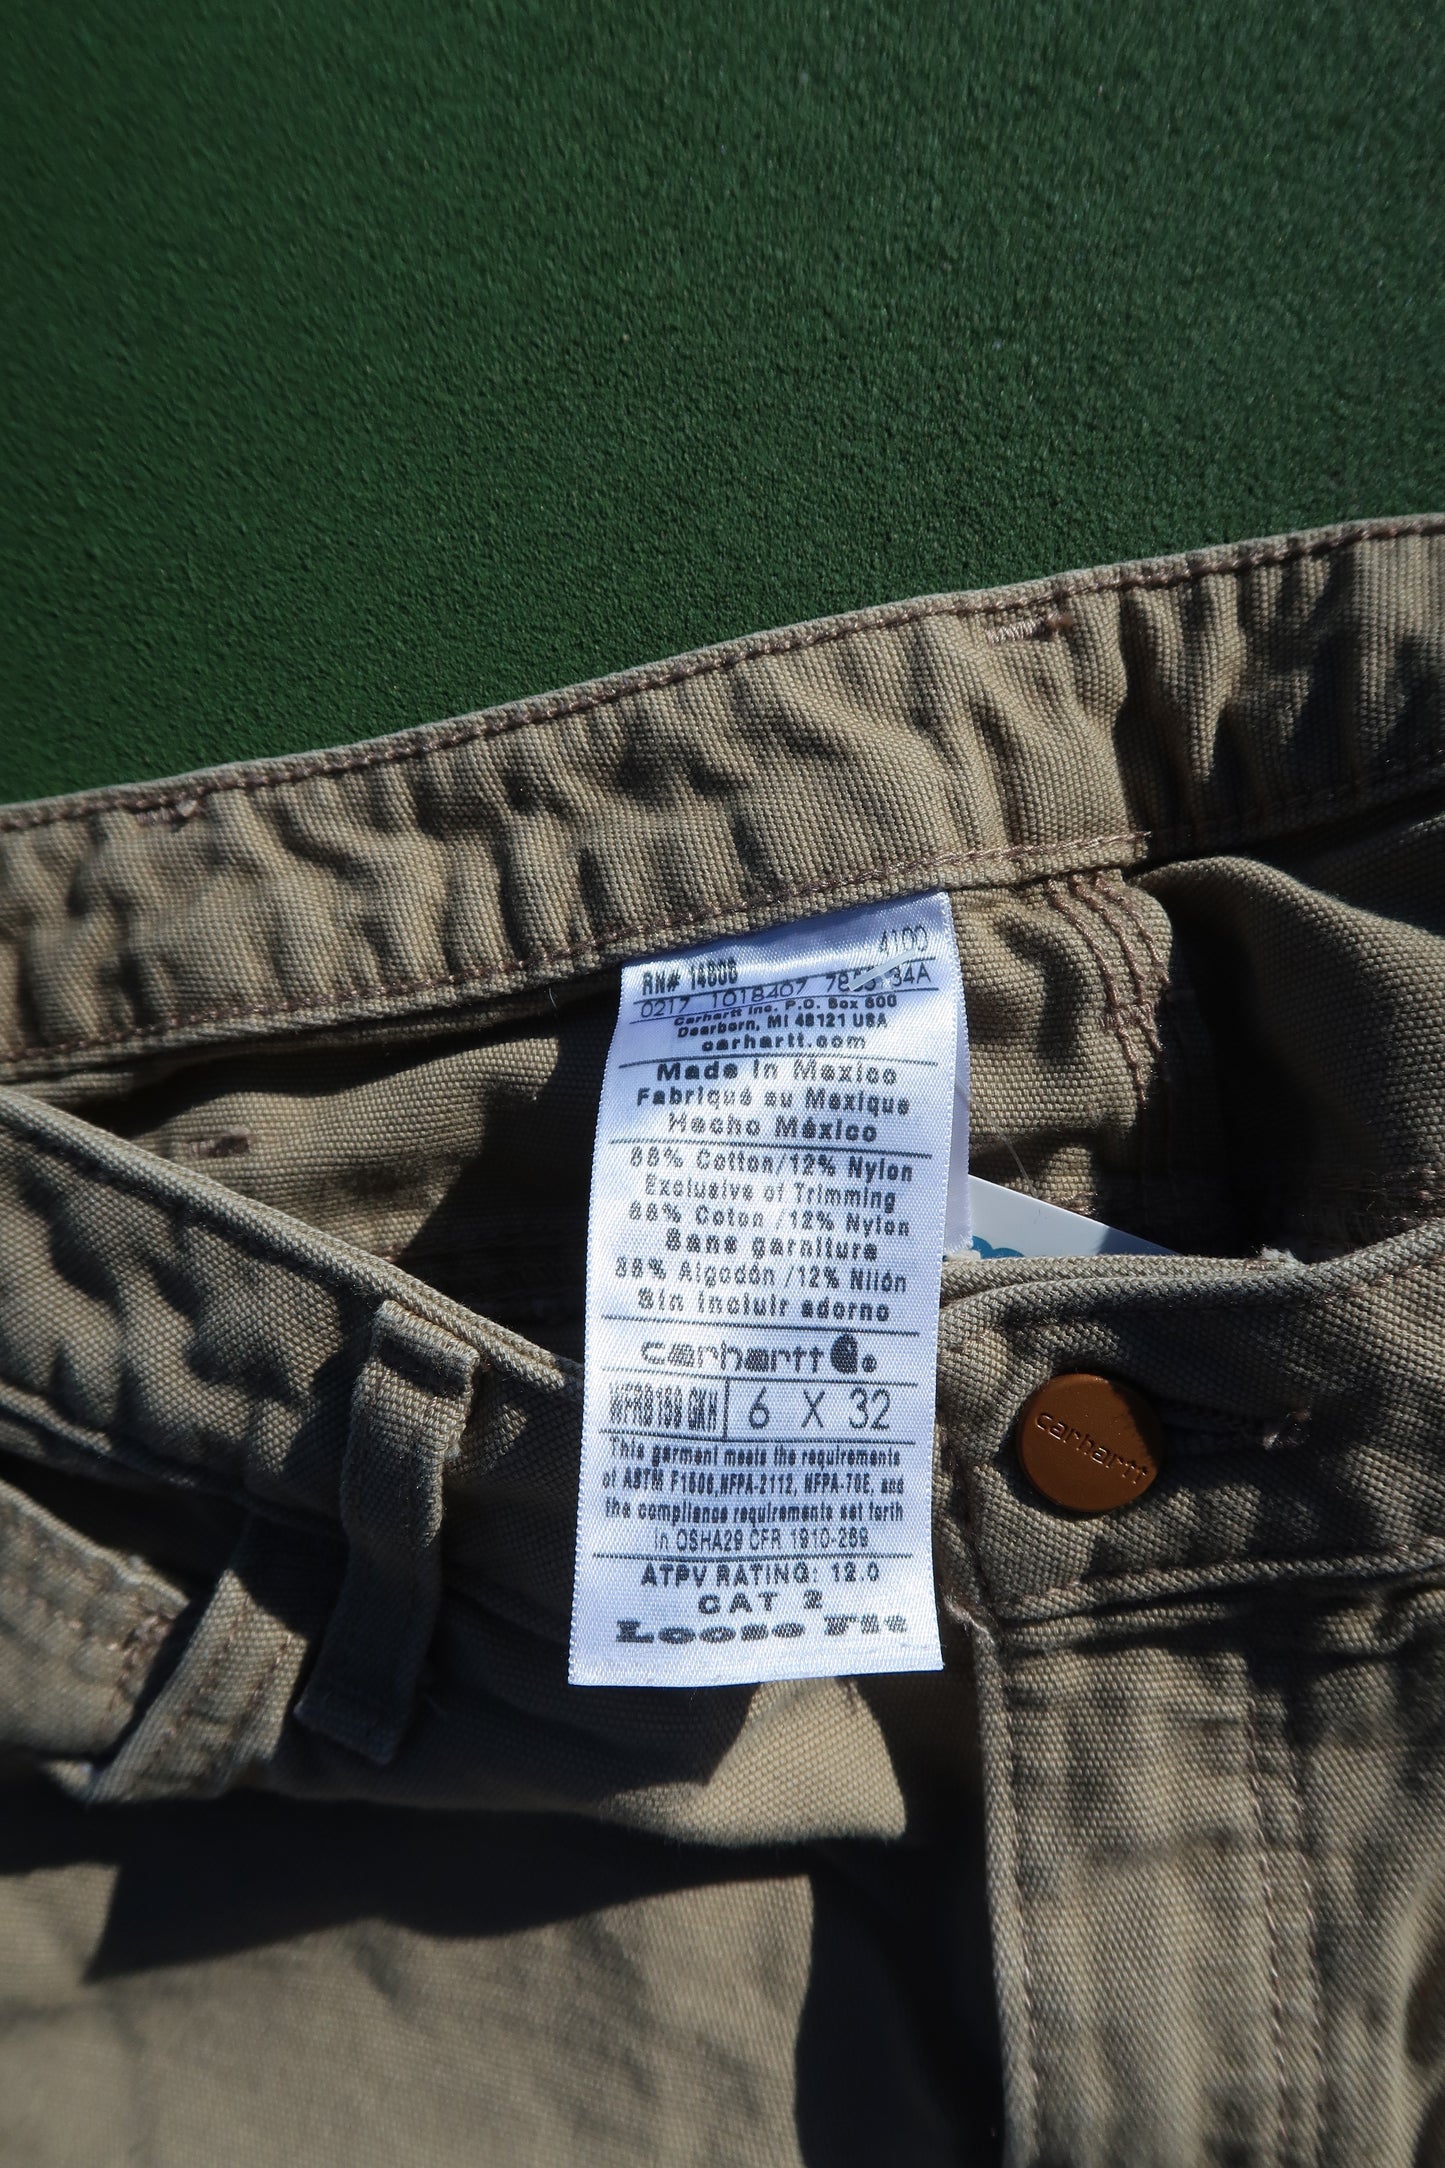 4100
RN# 14806
0217 1018407
Carhartt Inc. P.O. Box 600
Dearborn, MI 48121 USA
carhartt.com
Made in Mexico
Fabriqué au Mexique
Hecho México
88% Cotton/12% Nylon
Exclusive of Trimming
88% Coton /12% Nylon
Sans garniture
88% Algodón /12% Nilón
Sin incluir adorno
carhartt
WFRB159 GKH 6 X 32
This garment meets the requirements
of ASTM F1506,NFPA-2112, NFPA-70E, and
the compliance requirements set forth
in OSHA29 CFR 1910-269
ATPV RATING: 12.0
CAT 2
Loose Fit
carhartt